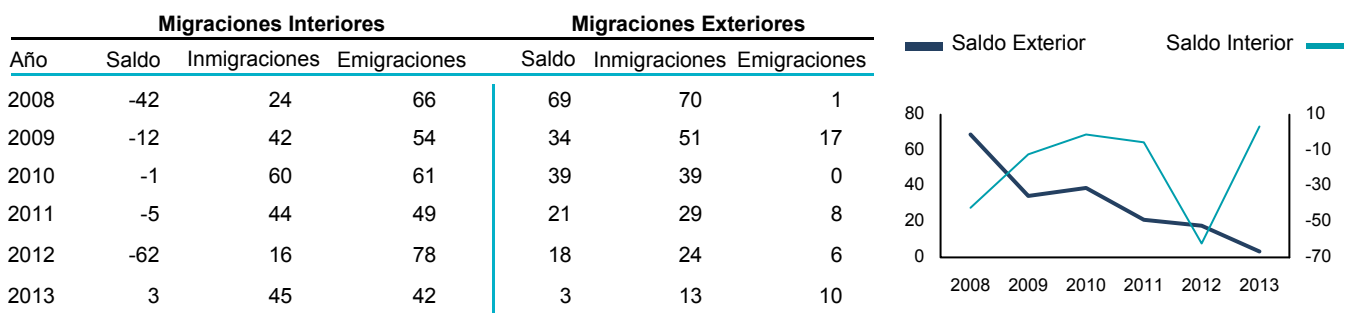 Migraciones Interiores Migraciones Exteriores
Año Saldo Inmigraciones Emigraciones Saldo Inmigraciones Emigraciones
2008 -42 24 66 69 70 1
2009 -12 42 54 34 51 17
2010 -1 60 61 39 39 0
2011 -5 44 49 21 29 8
2012 -62 16 78 18 24 6
2013 3 45 42 3 13 10
Saldo Exterior Saldo Interior
80 10
60 -10
40 -30
20 -50
0 -70
2008 2009 2010 2011 2012 2013